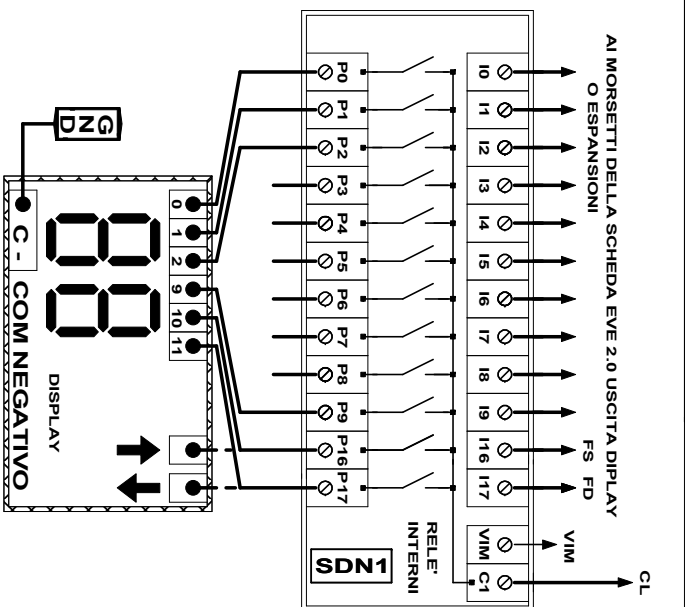 AI MORSETTI DELLA SCHEDA EVE 2.0 USCITA DIPLAY
O ESPANSIONI
FS FD
VIM
CL
I0 I1 I2 I3 I4 I5 I6 I7 I8 I9 I16 I17 VIM C1
RELE'
INTERNI
SDN1
P0 P1 P2 P3 P4 P5 P6 P7 P8 P9 P16 P17
GND
0 1 2 9 10 11
DISPLAY
C - COM NEGATIVO